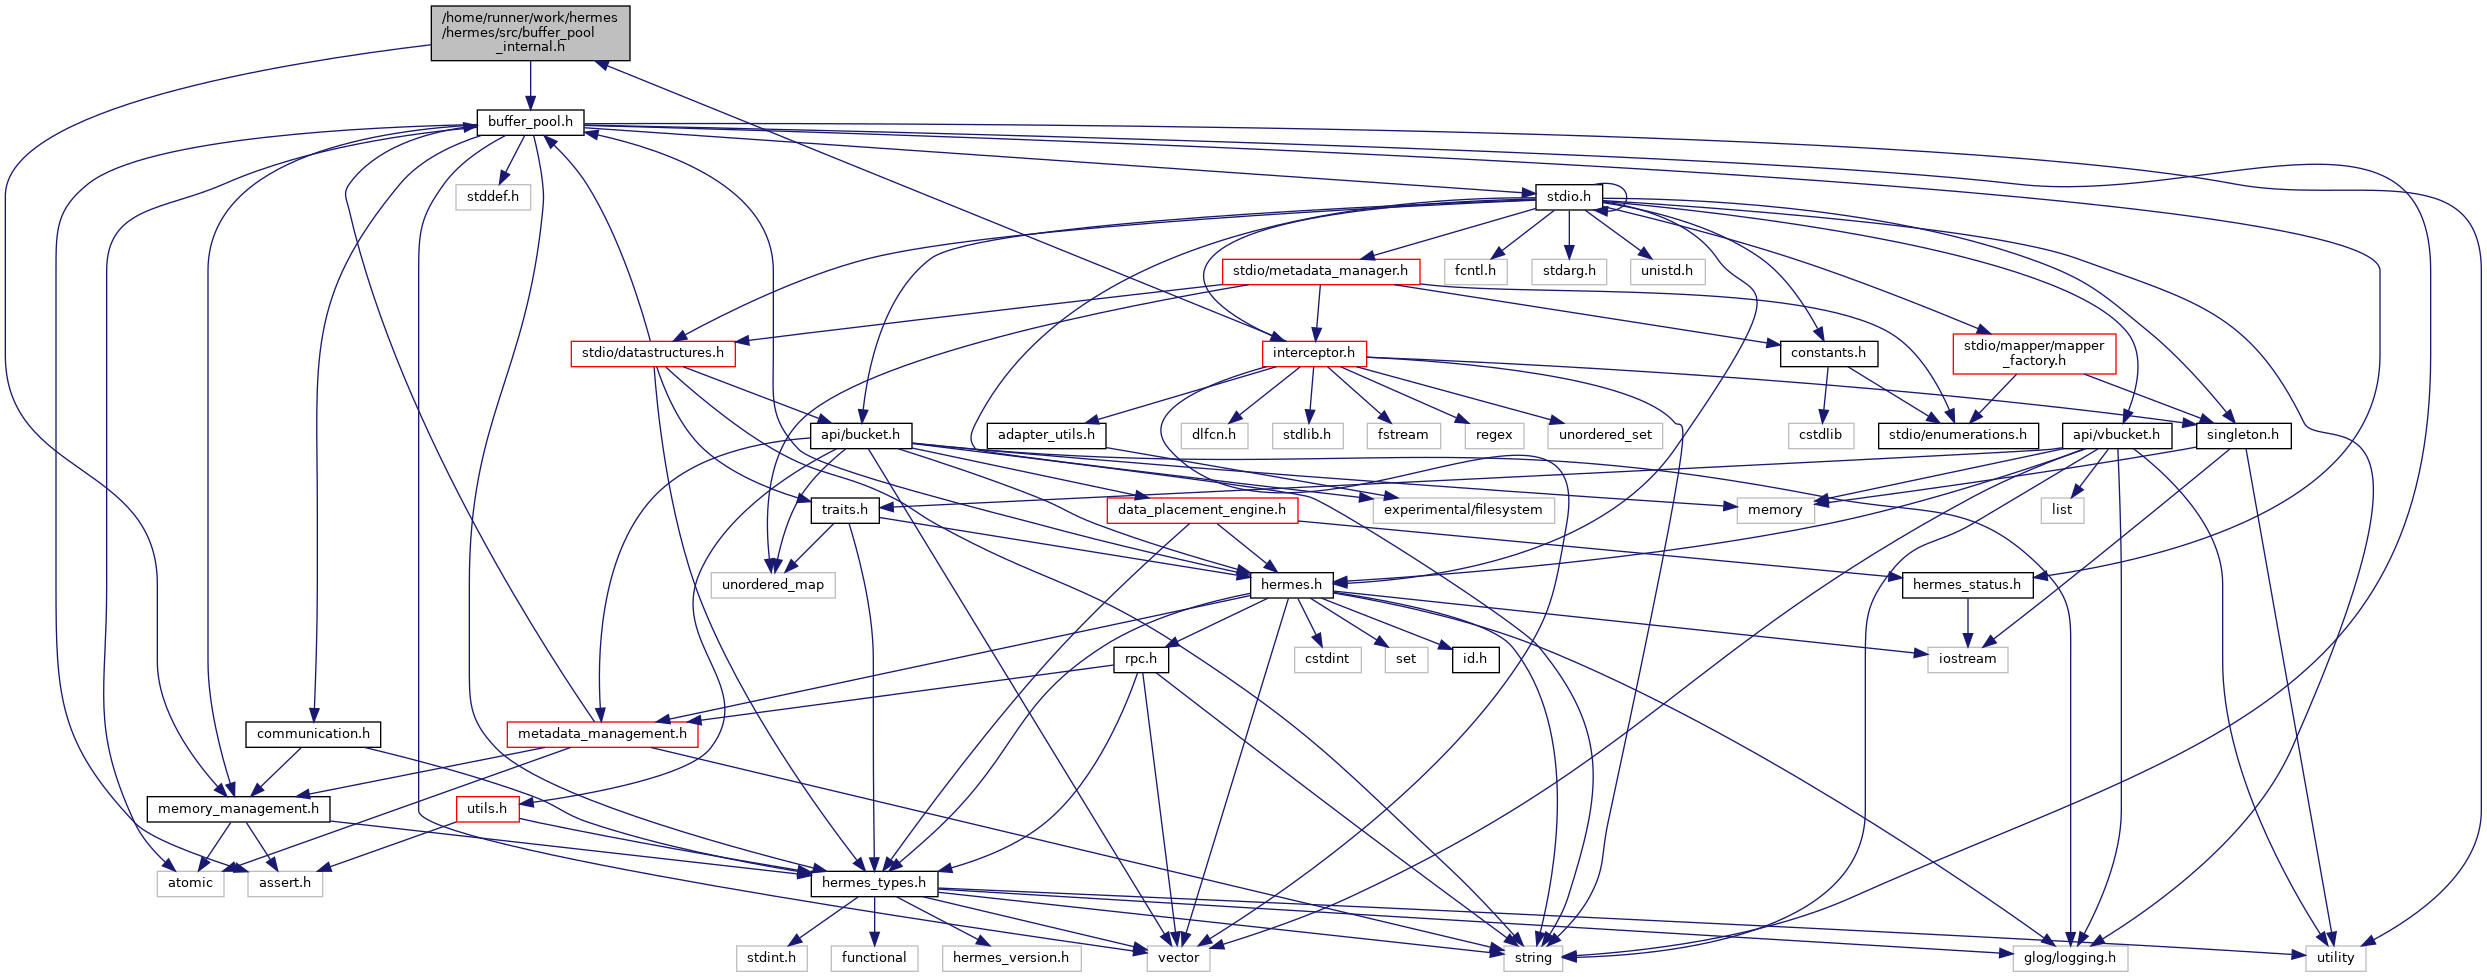 /home/runner/work/hermes
/hermes/src/buffer_pool
_internal.h
buffer_pool.h
stddef.h
stdio.h
stdio/metadata_manager.h
fcntl.h
stdarg.h
unistd.h
stdio/datastructures.h
interceptor.h
constants.h
stdio/mapper/mapper
_factory.h
api/bucket.h
adapter_utils.h
dlfcn.h
stdlib.h
fstream
regex
unordered_set
cstdlib
stdio/enumerations.h
api/vbucket.h
singleton.h
traits.h
data_placement_engine.h
experimental/filesystem
memory
list
unordered_map
hermes.h
hermes_status.h
rpc.h
cstdint
set
id.h
iostream
communication.h
metadata_management.h
memory_management.h
utils.h
atomic
assert.h
hermes_types.h
stdint.h
functional
hermes_version.h
vector
string
glog/logging.h
utility